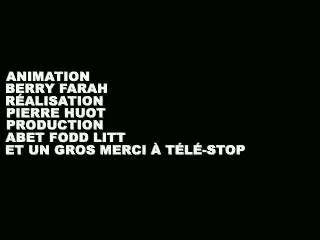 ANIMATION
BERRY FARAH
RÉALISATION
PIERRE HUOT
PRODUCTION
ABET FODD LITT
ET UN GROS MERCI À TÉLÉ-STOP